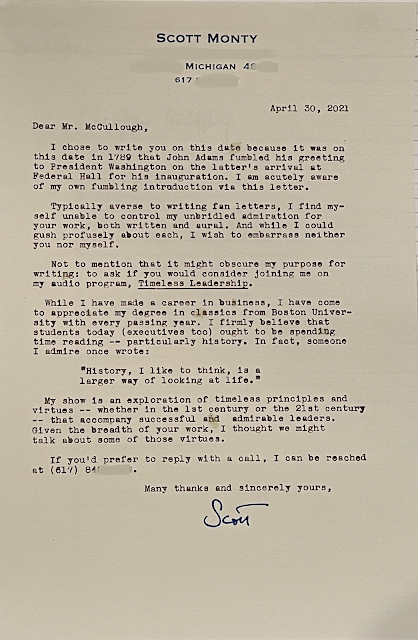 SCOTT MONTY
MICHIGAN 48
617
April 30, 2021
Dear Mr. McCullough,
I chose to write you on this date because it was on
this date in 1789 that John Adams fumbled his greeting
to President Washington on the latter's arrival at
Federal Hall for his inauguration. I am acutely aware
of my own fumbling introduction via this letter.
Typically averse to writing fan letters, I find my-
self unable to control my unbridled admiration for
your work, both written and aural. And while I could
gush profusely about each, I wish to embarrass neither
you nor myself.
Not to mention that it might obscure my purpose for
writing: to ask if you would consider joining me on
my audio program, Timeless Leadership.
While I have made a career in business, I have come
to appreciate my degree in classics from Boston Univer-
sity with every passing year. I firmly believe that
students today (executives too) ought to be spending
time reading -- particularly history. In fact, someone
I admire once wrote:
"History, I like to think, is a
larger way of looking at life."
My show is an exploration of timeless principles and
virtues -- whether in the 1st century or the 21st century
-- that accompany successful and admirable leaders.
Given the breadth of your work, I thought we might
talk about some of those virtues.
If you'd prefer to reply with a call, I can be reached
at (617) 84 .
Many thanks and sincerely yours,
Scott